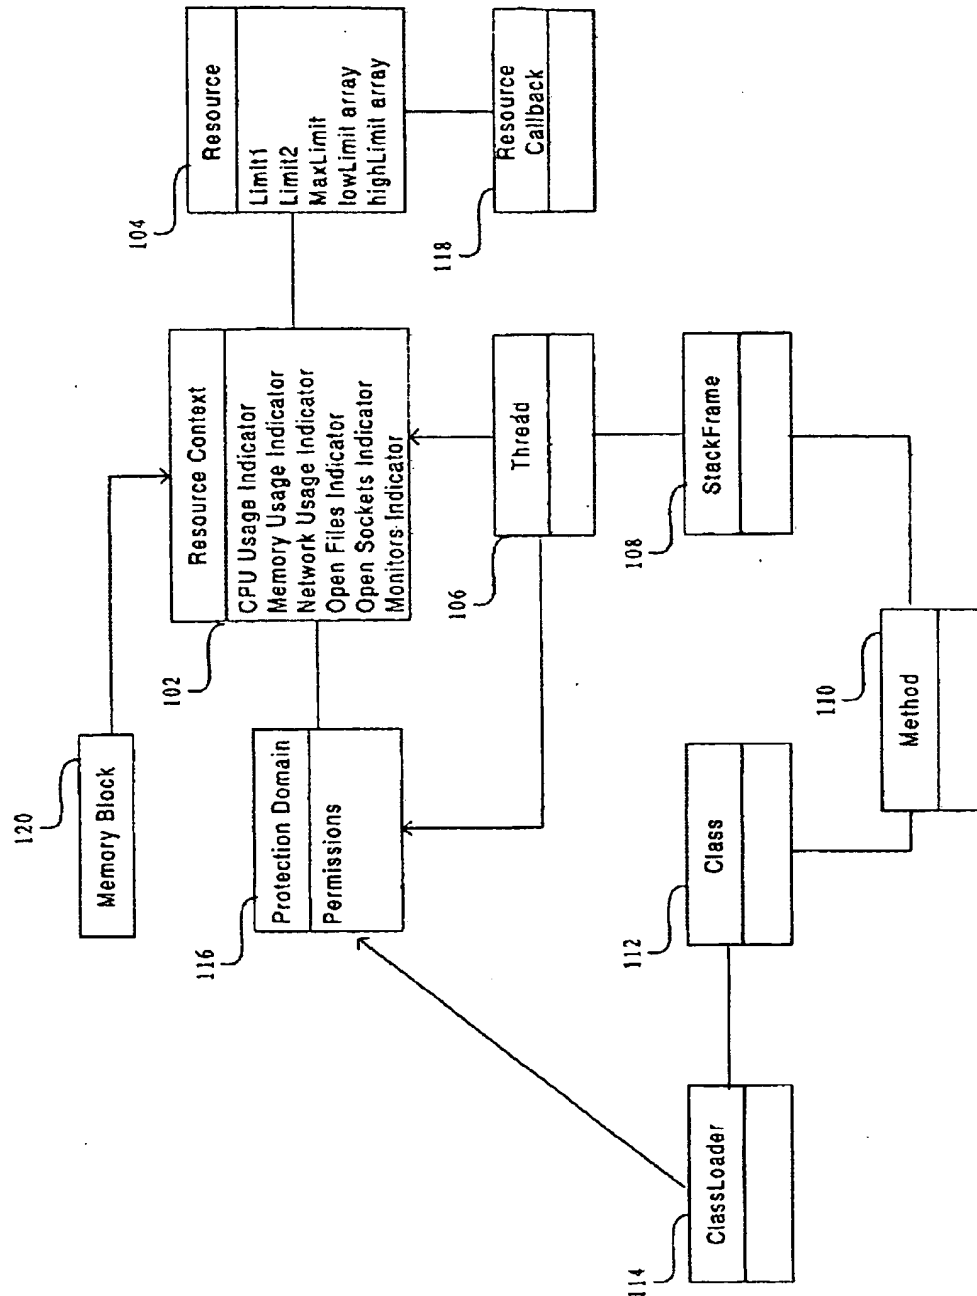 120
Memory Block
102
Resource Context
CPU Usage Indicator
Memory Usage Indicator
Network Usage Indicator
Open Files Indicator
Open Sockets Indicator
Monitors Indicator
104
Resource
Limit1
Limit2
MaxLimit
lowLimit array
highLimit array
116
Protection Domain
Permissions
106
Thread
118
Resource
Callback
114
ClassLoader
112
Class
108
StackFrame
110
Method